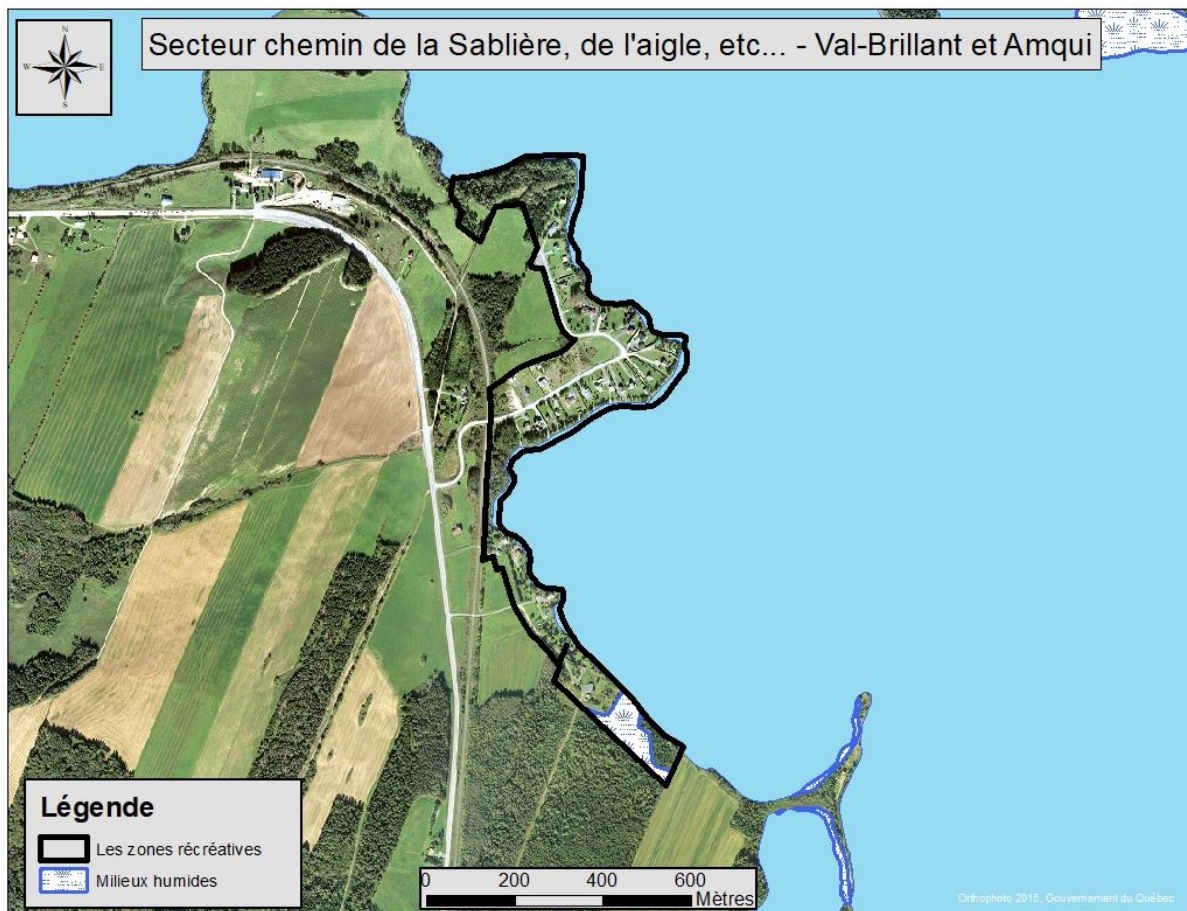 Secteur chemin de la Sablière, de l'aigle, etc... - Val-Brillant et Amqui
N
W E
S
Légende
Les zones récréatives
Milieux humides
0 200 400 600
Mètres
Orthophoto 2015, Gouvernement du Québec